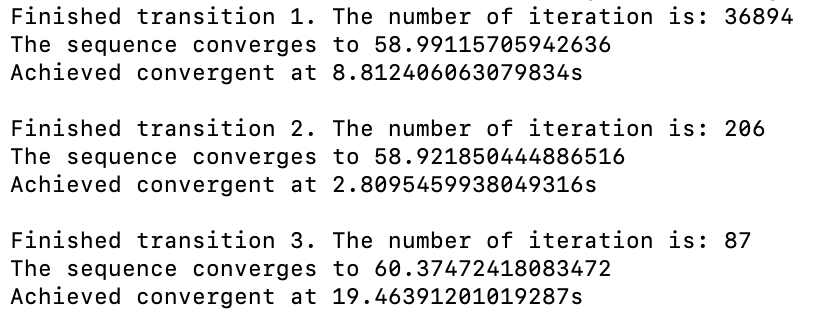 Finished transition 1. The number of iteration is: 36894
The sequence converges to 58.99115705942636
Achieved convergent at 8.812406063079834s
Finished transition 2. The number of iteration is: 206
The sequence converges to 58.921850444886516
Achieved convergent at 2.8095459938049316s
Finished transition 3. The number of iteration is: 87
The sequence converges to 60.37472418083472
Achieved convergent at 19.46391201019287s